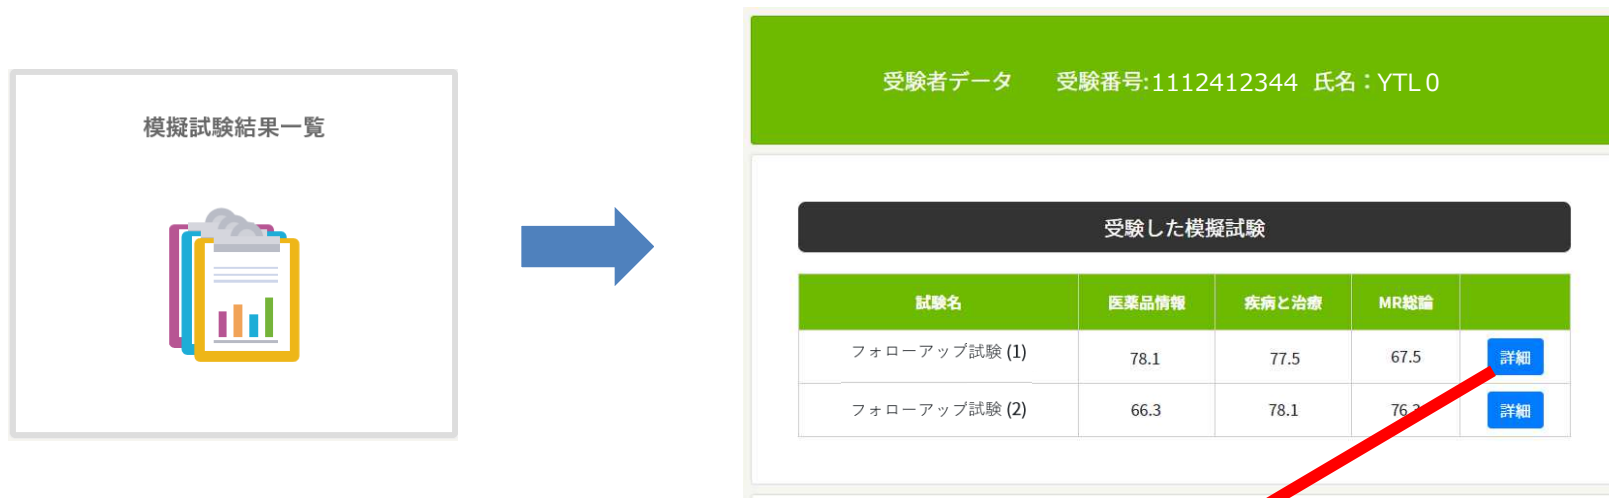 模擬試験結果一覧
受験者データ 受験番号:1112412344 氏名：YTL0
受験した模擬試験
試験名 医薬品情報 疾病と治療 MR総論
フォローアップ試験 (1) 78.1 77.5 67.5 詳細
フォローアップ試験 (2) 66.3 78.1 詳細